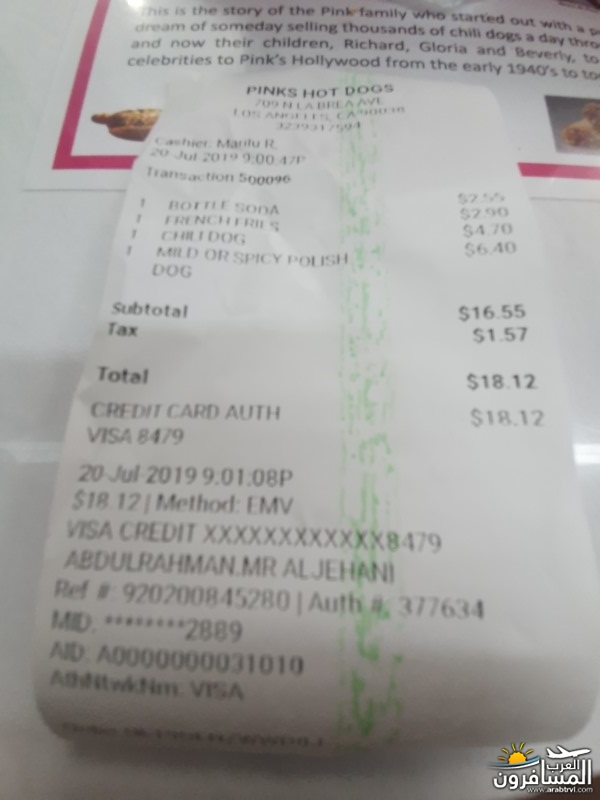 This is the story of the Pink family who started out with a
dream of someday selling thousands of chili dogs a day
and now their children, Richard, Gloria and Beverly, to
celebrities to Pink's Hollywood from the early 1940's to
PINKS HOT DOGS
709 N LA BREA AVE
LOS ANGELES, CA 90038
3239317594
Cashier: Marilu R.
20-Jul-2019 9:00:47P
Transaction 500096
1 BOTTLE SODA $2.55
1 FRENCH FRIES $2.90
1 CHILI DOG $4.70
1 MILD OR SPICY POLISH $6.40
DOG
Subtotal $16.55
Tax $1.57
Total $18.12
CREDIT CARD AUTH $18.12
VISA 8479
20-Jul-2019 9:01:08P
$18.12 | Method: EMV
VISA CREDIT XXXXXXXXXXXX8479
ABDULRAHMAN.MR ALJEHANI
Ref #: 920200845280 | Auth #: 377634
MID: ********2889
AID: A0000000031010
AthNtwkNm: VISA
العرب
المسافرون
www.arabtrvl.com